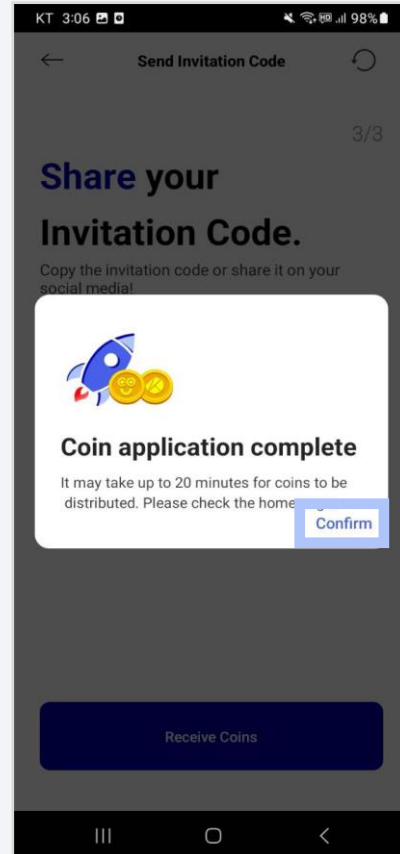 KT 3:06 98%
Send Invitation Code
3/3
Share your
Invitation Code.
Copy the invitation code or share it on your
social media!
Coin application complete
It may take up to 20 minutes for coins to be
distributed. Please check the home
Confirm
Receive Coins